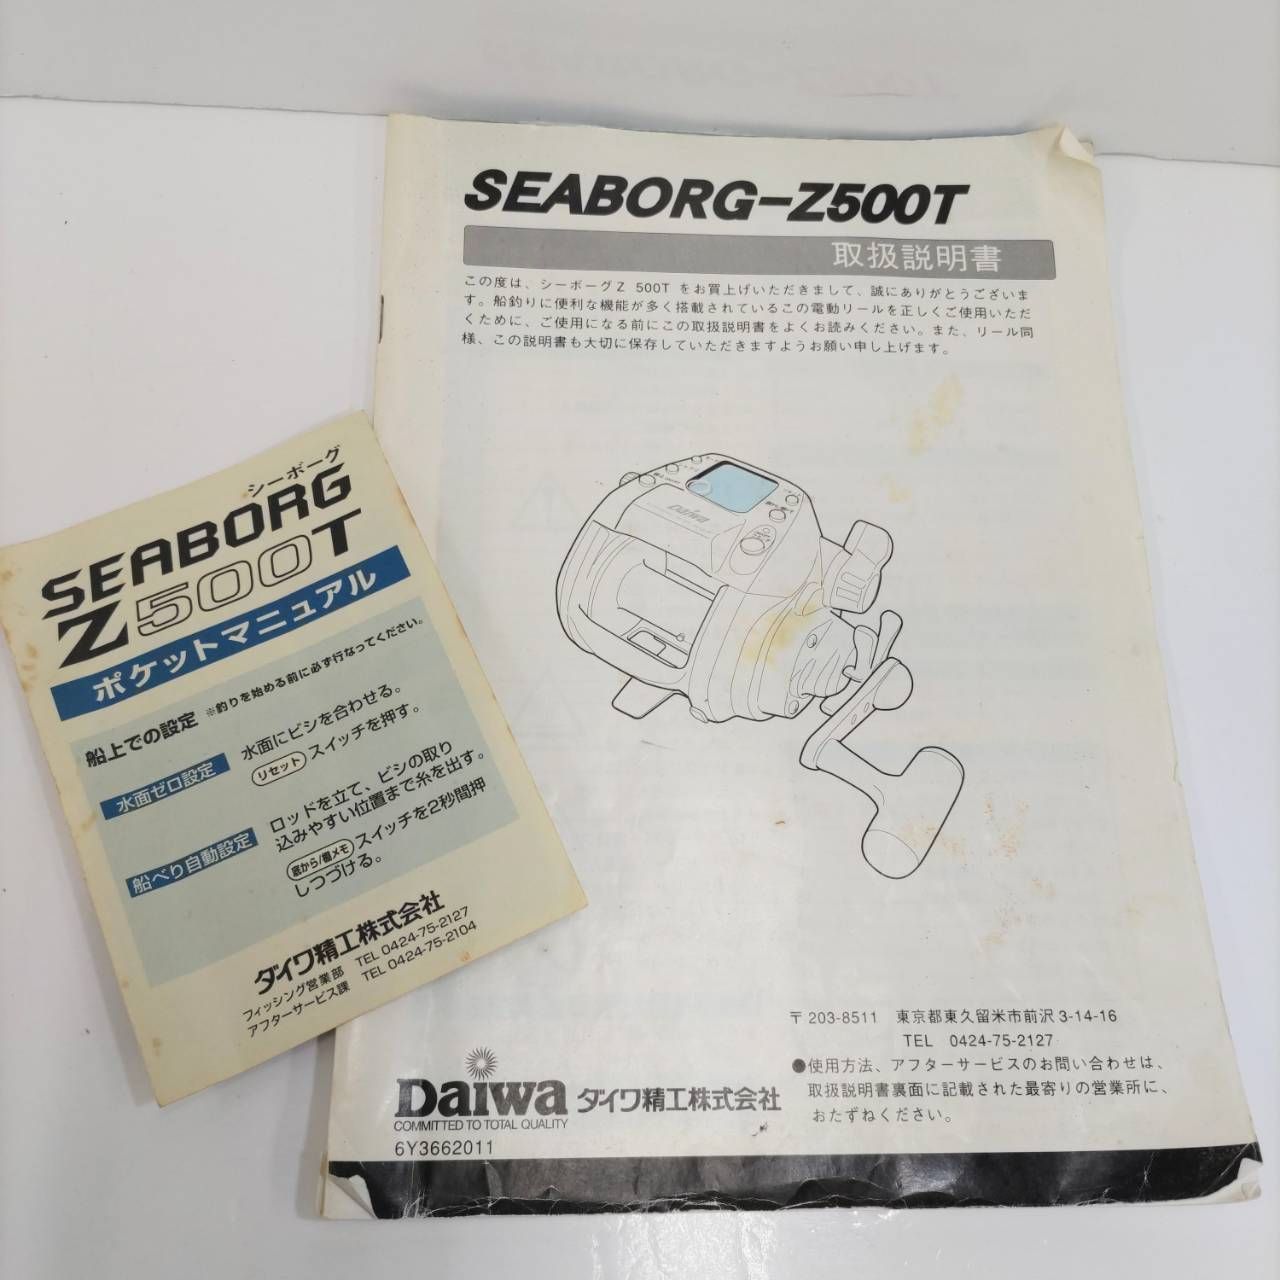 SEABORG-Z500T
取扱説明書
この度は、シーボーグZ 500T をお買上げいただきまして、誠にありがとうございま
す。船釣りに便利な機能が多く搭載されているこの電動リールを正しくご使用いただ
くために、ご使用になる前にこの取扱説明書をよくお読みください。また、リール同
様、この説明書も大切に保存していただきますようお願い申し上げます。
Daiwa
〒203-8511 東京都東久留米市前沢3-14-16
TEL 0424-75-2127
●使用方法、アフターサービスのお問い合わせは、
取扱説明書裏面に記載された最寄りの営業所に、
おたずねください。
Daiwa ダイワ精工株式会社
COMMITTED TO TOTAL QUALITY
6Y3662011
シーボーグ
SEABORG
Z500T
ポケットマニュアル
船上での設定 ※釣りを始める前に必ず行なってください。
水面ゼロ設定 水面にビシを合わせる。
リセット スイッチを押す。
船べり自動設定 ロッドを立て、ビシの取り
込みやすい位置まで糸を出す。
底から/棚メモ スイッチを2秒間押
しつづける。
ダイワ精工株式会社
フィッシング営業部 TEL 0424-75-2127
アフターサービス課 TEL 0424-75-2104